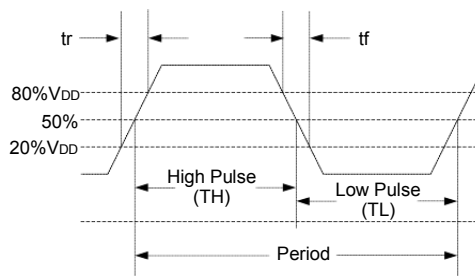 tr
tf
80%VDD
50%
20%VDD
High Pulse
(TH)
Low Pulse
(TL)
Period